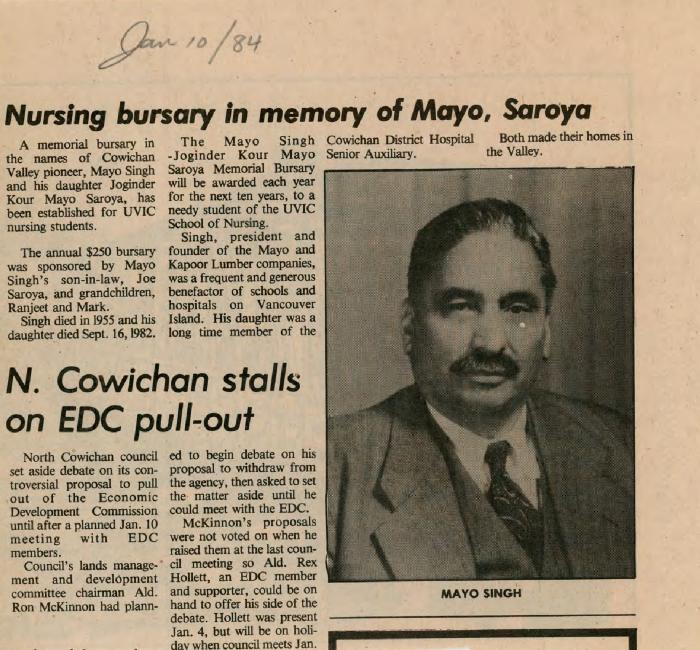 Jan 10/84
Nursing bursary in memory of Mayo, Saroya
A memorial bursary in
the names of Cowichan
Valley pioneer, Mayo Singh
and his daughter Joginder
Kour Mayo Saroya, has
been established for UVIC
nursing students.
The annual $250 bursary
was sponsored by Mayo
Singh's son-in-law, Joe
Saroya, and grandchildren,
Ranjeet and Mark.
Singh died in 1955 and his
daughter died Sept. 16, 1982.
The Mayo Singh
-Joginder Kour Mayo
Saroya Memorial Bursary
will be awarded each year
for the next ten years, to a
needy student of the UVIC
School of Nursing.
Singh, president and
founder of the Mayo and
Kapoor Lumber companies,
was a frequent and generous
benefactor of schools and
hospitals on Vancouver
Island. His daughter was a
long time member of the
Cowichan District Hospital
Senior Auxiliary.
Both made their homes in
the Valley.
MAYO SINGH
N. Cowichan stalls
on EDC pull-out
North Cowichan council
set aside debate on its con-
troversial proposal to pull
out of the Economic
Development Commission
until after a planned Jan. 10
meeting with EDC
members.
Council's lands manage-
ment and development
committee chairman Ald.
Ron McKinnon had plann-
ed to begin debate on his
proposal to withdraw from
the agency, then asked to set
the matter aside until he
could meet with the EDC.
McKinnon's proposals
were not voted on when he
raised them at the last coun-
cil meeting so Ald. Rex
Hollett, an EDC member
and supporter, could be on
hand to offer his side of the
debate. Hollett was present
Jan. 4, but will be on holi-
day when council meets Jan.